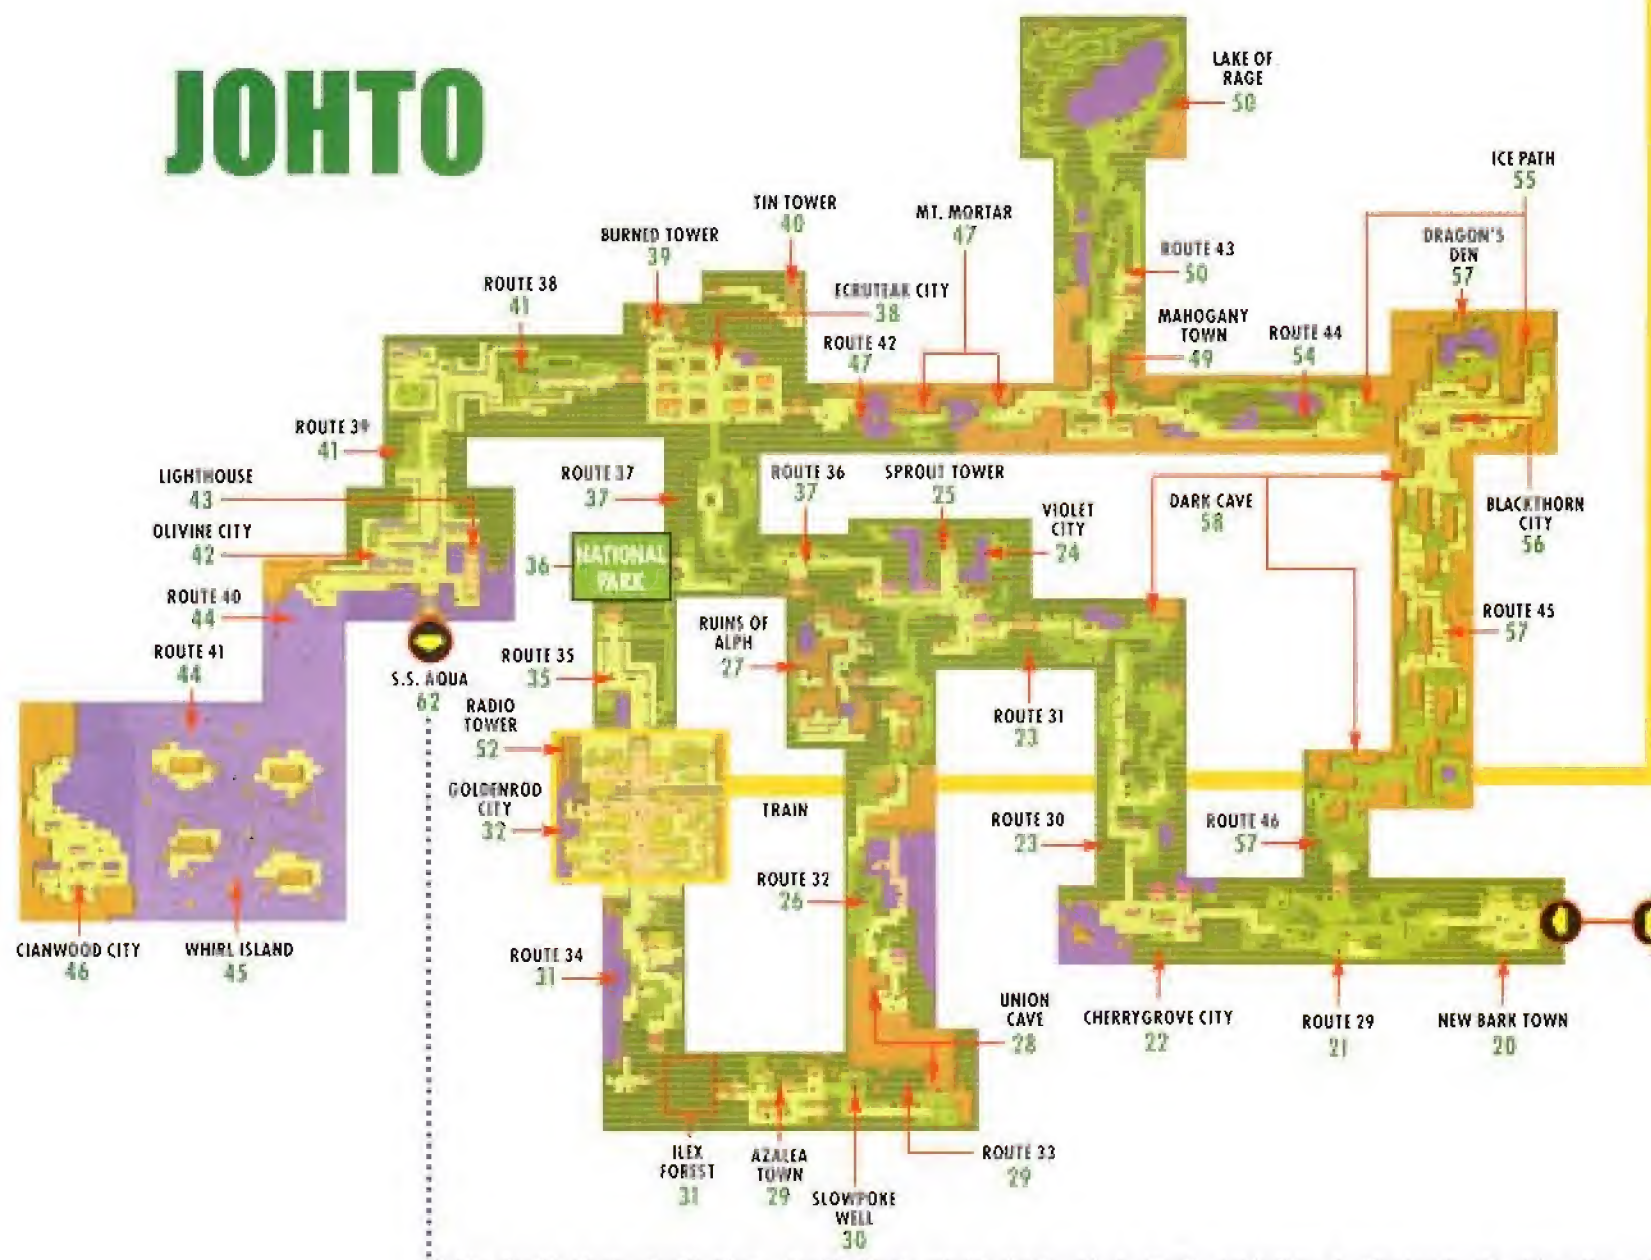 JOHTO
LAKE OF
RAGE
50
ICE PATH
55
TIN TOWER
40
MT. MORTAR
47
BURNED TOWER
39
DRAGON'S
DEN
57
ROUTE 43
50
ROUTE 38
41
ECRUTEAK CITY
38
MAHOGANY
TOWN
49
ROUTE 44
54
ROUTE 42
47
ROUTE 39
41
LIGHTHOUSE
43
ROUTE 37
37
ROUTE 36
37
SPROUT TOWER
25
VIOLET
CITY
24
DARK CAVE
58
BLACKTHORN
CITY
56
OLIVINE CITY
42
36
NATIONAL
PARK
ROUTE 40
44
ROUTE 45
57
RUINS OF
ALPH
27
ROUTE 41
44
ROUTE 35
35
S.S. AQUA
62
RADIO
TOWER
52
ROUTE 31
23
GOLDENROD
CITY
32
TRAIN
ROUTE 30
23
ROUTE 46
57
ROUTE 32
26
CIANWOOD CITY
46
WHIRL ISLAND
45
ROUTE 34
31
UNION
CAVE
28
CHERRYGROVE CITY
22
ROUTE 29
21
NEW BARK TOWN
20
ILEX
FOREST
31
AZALEA
TOWN
29
SLOWPOKE
WELL
30
ROUTE 33
29